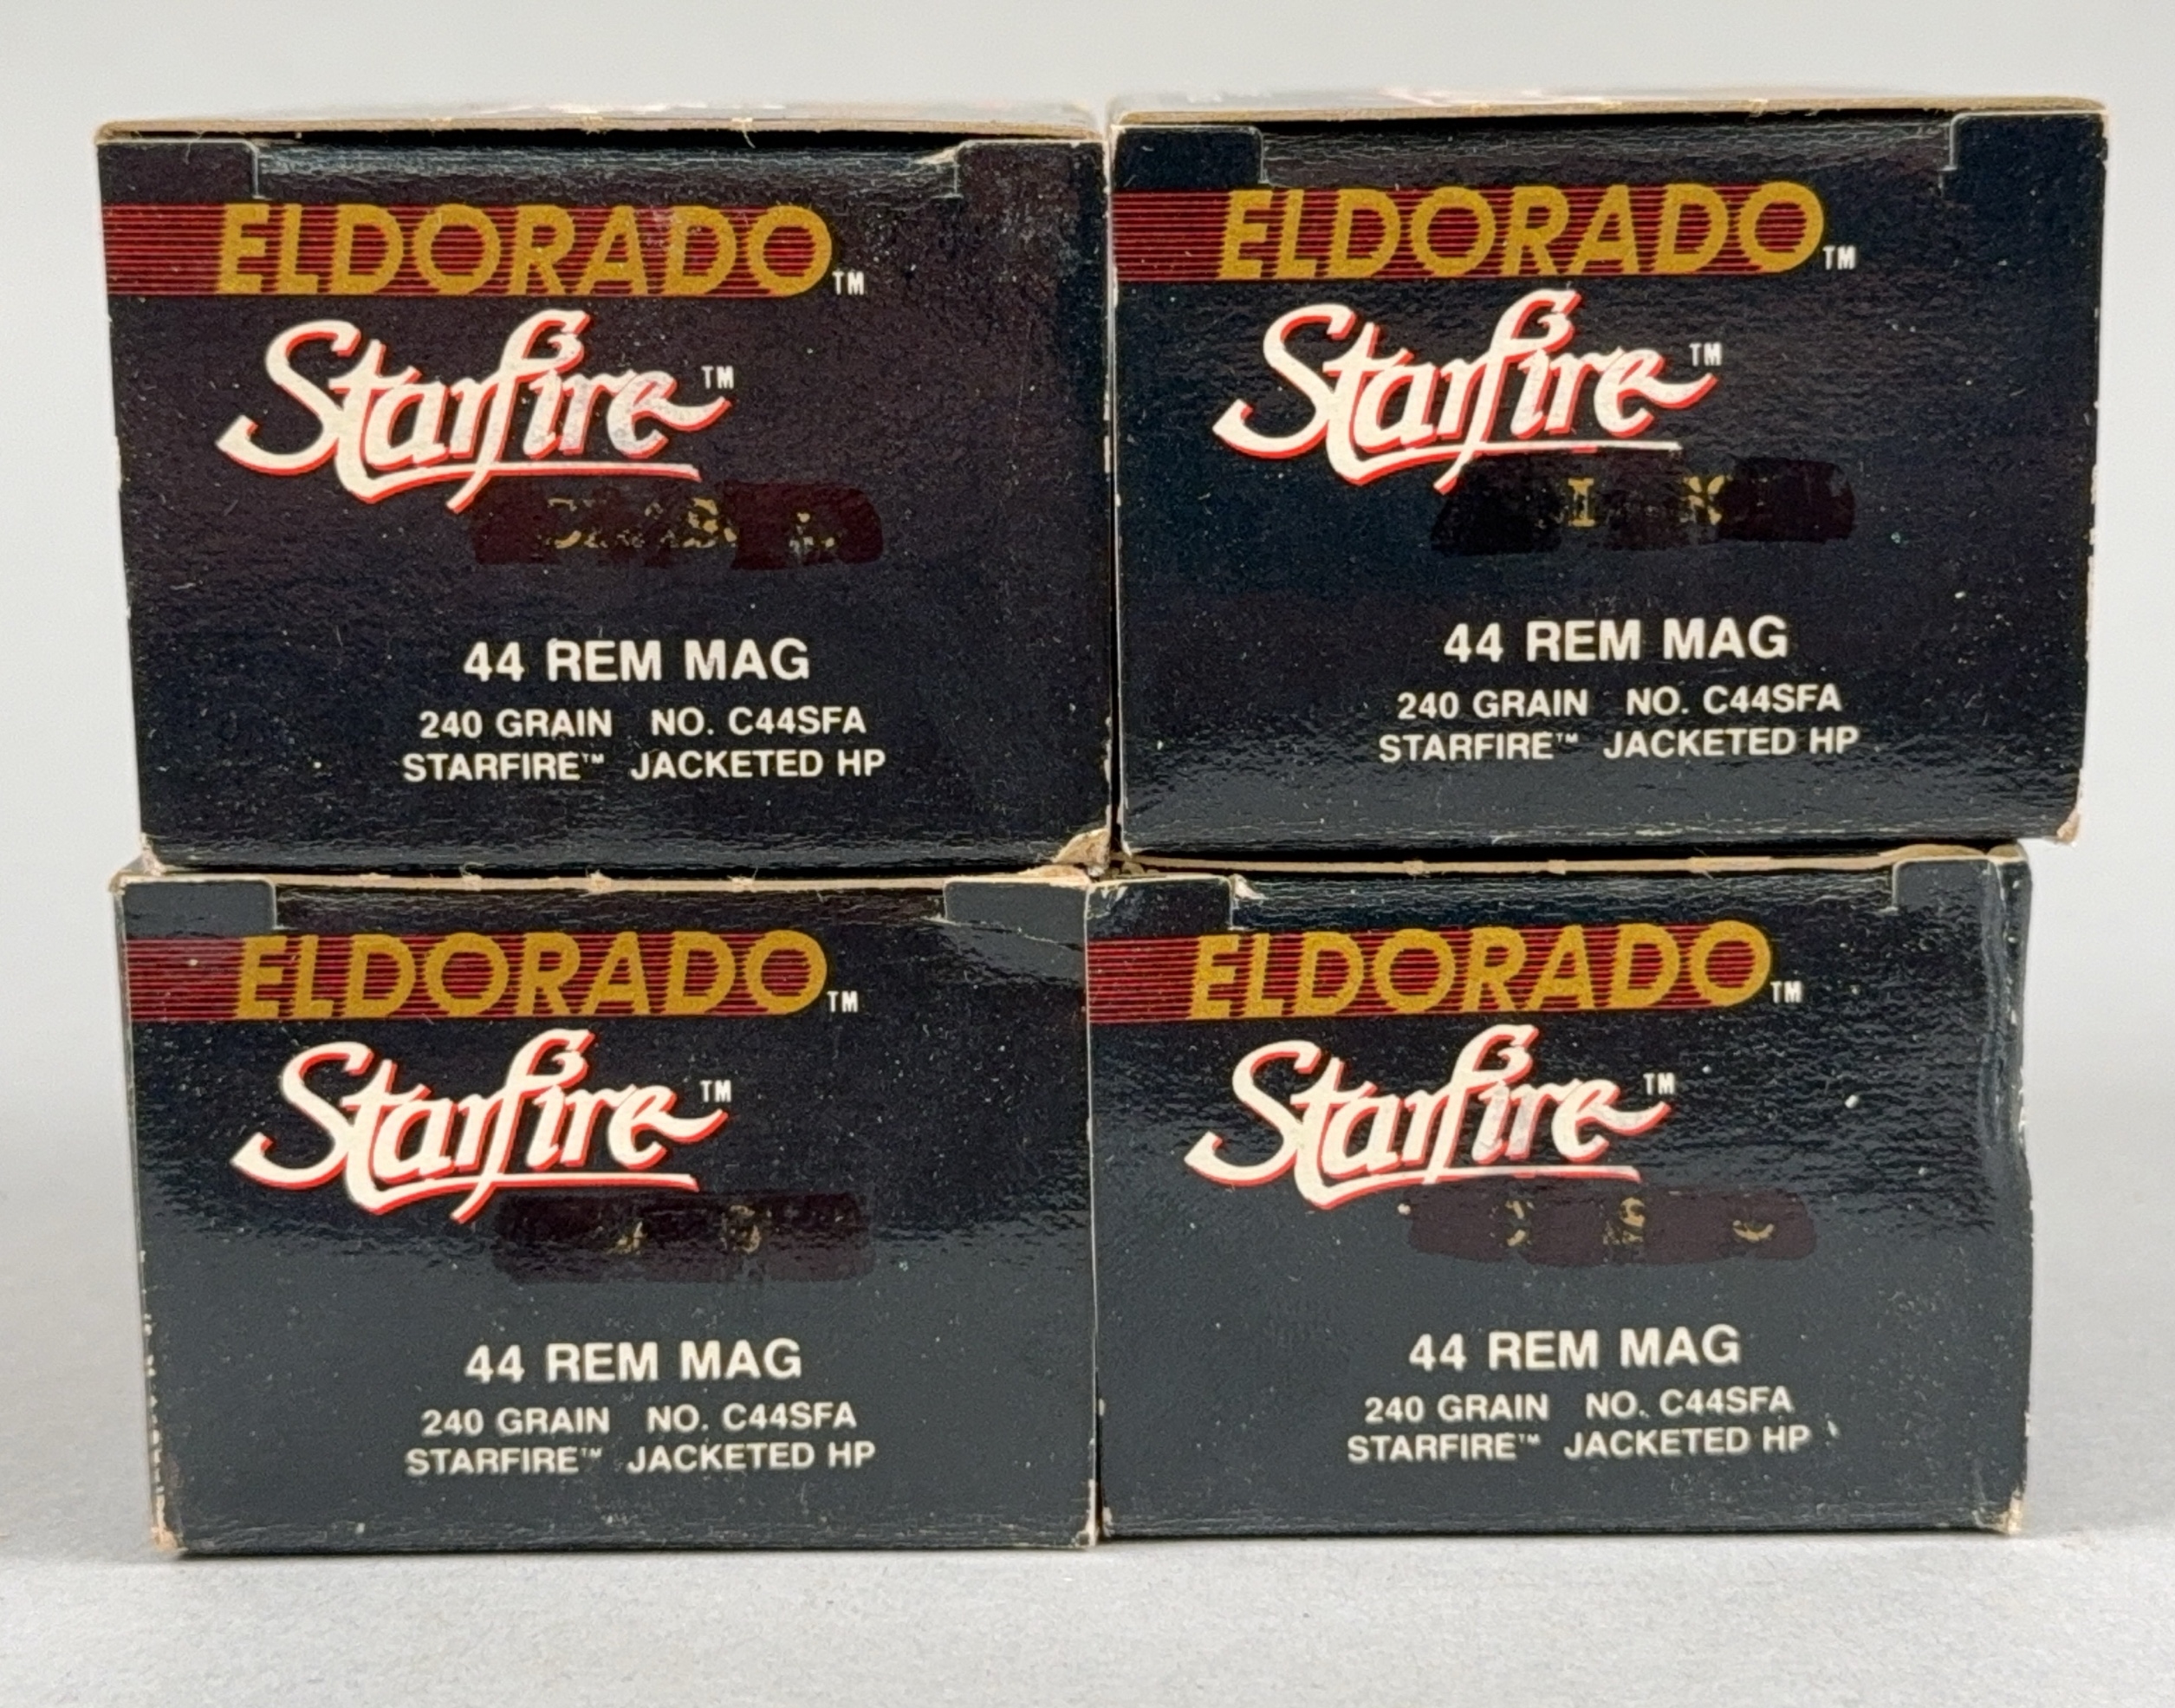 ELDORADO™
Starfire™
44 REM MAG
240 GRAIN NO. C44SFA
STARFIRE™ JACKETED HP
ELDORADO™
Starfire™
44 REM MAG
240 GRAIN NO. C44SFA
STARFIRE™ JACKETED HP
ELDORADO™
Starfire™
44 REM MAG
240 GRAIN NO. C44SFA
STARFIRE™ JACKETED HP
ELDORADO™
Starfire™
44 REM MAG
240 GRAIN NO. C44SFA
STARFIRE™ JACKETED HP